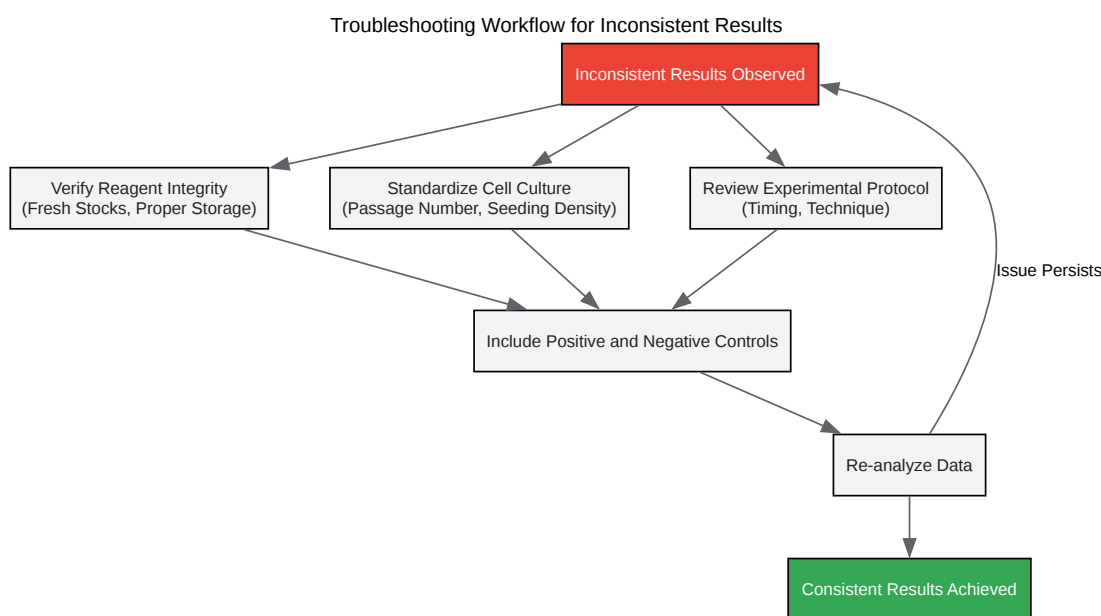 Troubleshooting Workflow for Inconsistent Results
Inconsistent Results Observed
Verify Reagent Integrity
(Fresh Stocks, Proper Storage)
Standardize Cell Culture
(Passage Number, Seeding Density)
Review Experimental Protocol
(Timing, Technique)
Issue Persists
Include Positive and Negative Controls
Re-analyze Data
Consistent Results Achieved